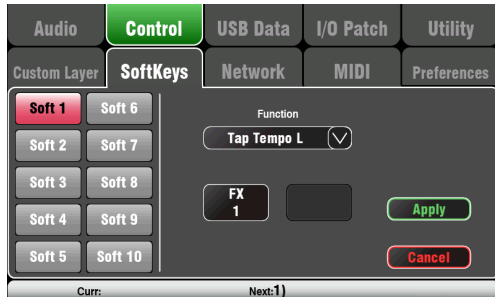 Audio Control USB Data I/O Patch Utility
Custom Layer SoftKeys Network MIDI Preferences
Soft 1 Soft 6
Function
Soft 2 Soft 7
Tap Tempo L
Soft 3 Soft 8
FX
1
Soft 4 Soft 9
Apply
Soft 5 Soft 10
Cancel
Curr: Next:1)